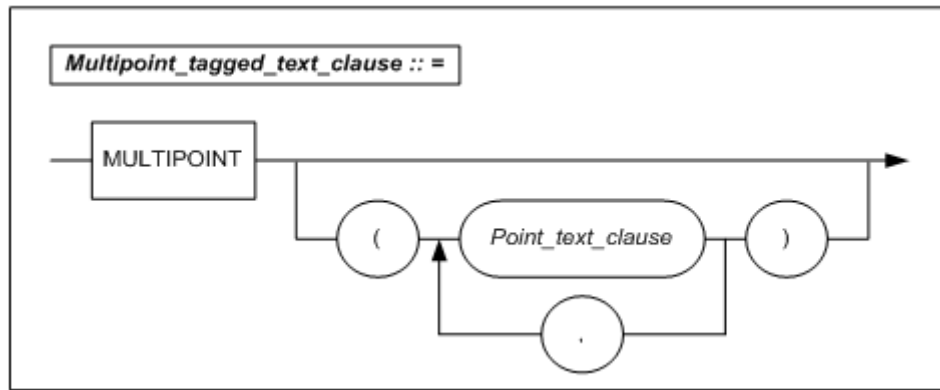 Multipoint_tagged_text_clause :: =
MULTIPOINT
( Point_text_clause )
,